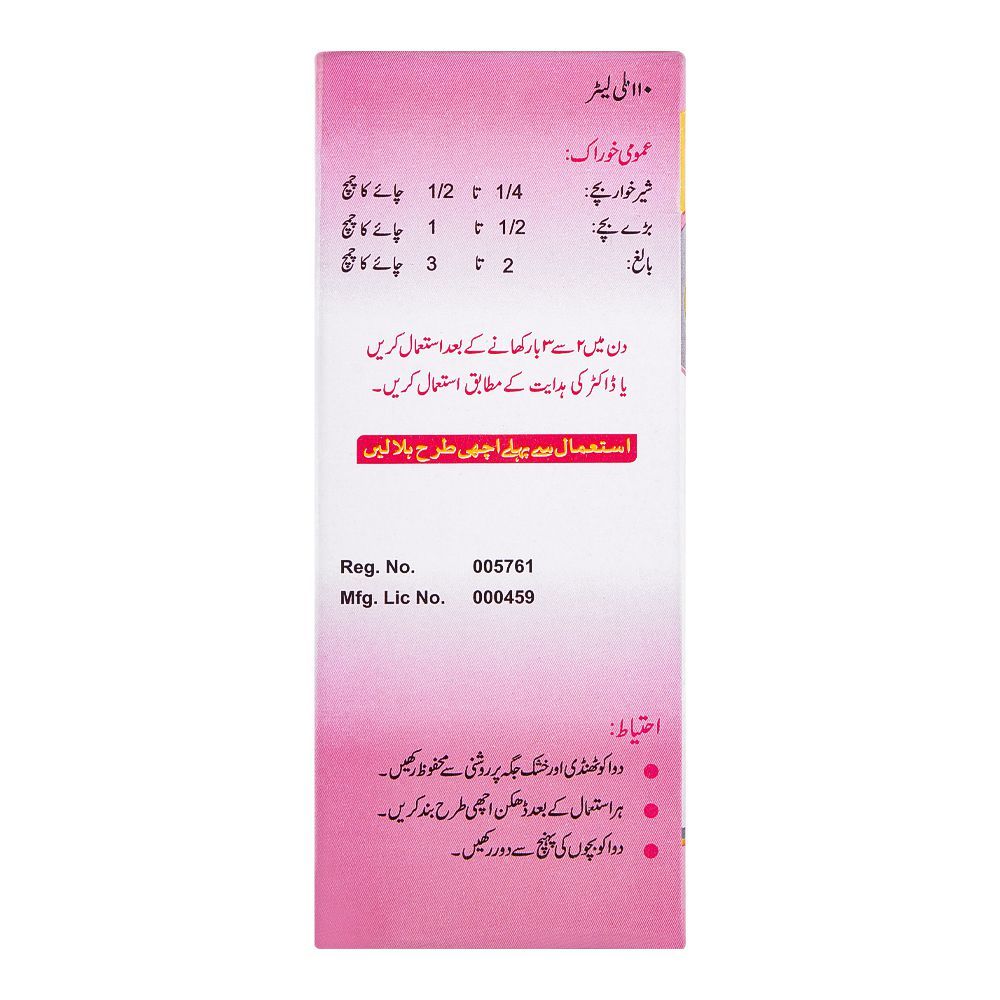 ۱۱۰ ملی لیٹر
عمومی خوراک:
شیر خوار بچے: 1/4 تا 1/2 چائے کا چمچ
بڑے بچے: 1/2 تا 1 چائے کا چمچ
بالغ: 2 تا 3 چائے کا چمچ
دن میں ۲ سے ۳ بار کھانے کے بعد استعمال کریں
یا ڈاکٹر کی ہدایت کے مطابق استعمال کریں۔
استعمال سے پہلے اچھی طرح ہلالیں
Reg. No. 005761
Mfg. Lic No. 000459
احتیاط:
دوا کو ٹھنڈی اور خشک جگہ پر روشنی سے محفوظ رکھیں۔
ہر استعمال کے بعد ڈھکن اچھی طرح بند کریں۔
دوا کو بچوں کی پہنچ سے دور رکھیں۔